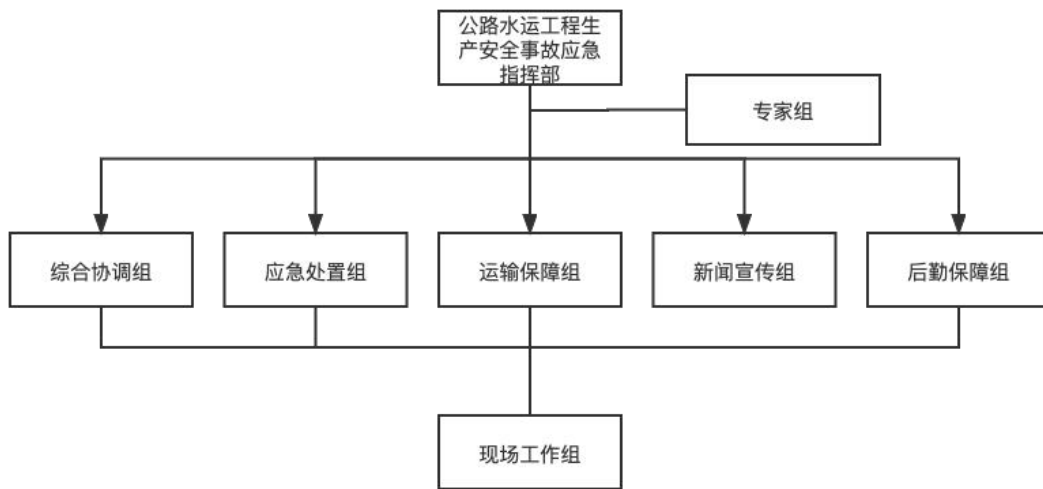 公路水运工程生
产安全事故应急
指挥部
专家组
综合协调组
应急处置组
运输保障组
新闻宣传组
后勤保障组
现场工作组